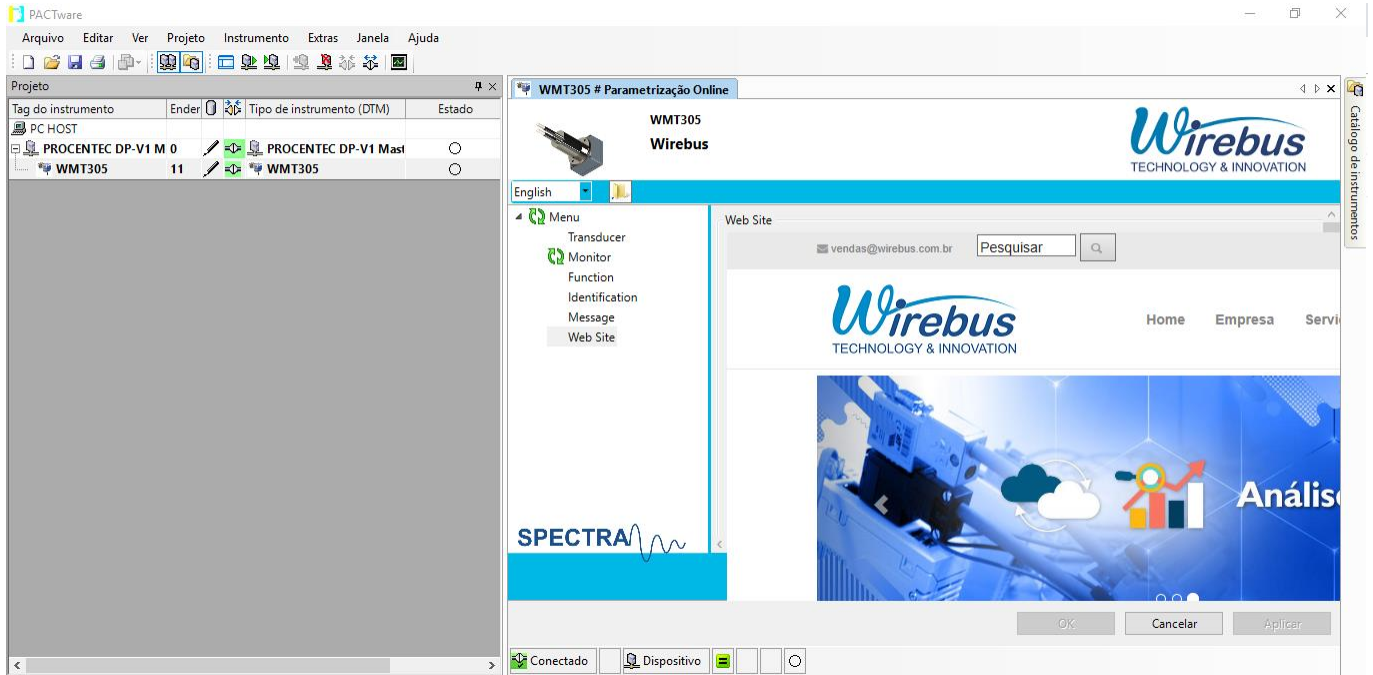 PACTware
Arquivo Editar Ver Projeto Instrumento Extras Janela Ajuda
Projeto
Tag do instrumento Ender Tipo de instrumento (DTM) Estado
PC HOST
PROCENTEC DP-V1 M 0 PROCENTEC DP-V1 Mast
WMT305 11 WMT305
WMT305 # Parametrização Online
WMT305
Wirebus
Wirebus
TECHNOLOGY & INNOVATION
English
Menu
Transducer
Monitor
Function
Identification
Message
Web Site
SPECTRA
Web Site
vendas@wirebus.com.br Pesquisar
Wirebus
TECHNOLOGY & INNOVATION
Home Empresa Servi
Anális
OK Cancelar Aplicar
Conectado Dispositivo
Catálogo de instrumentos